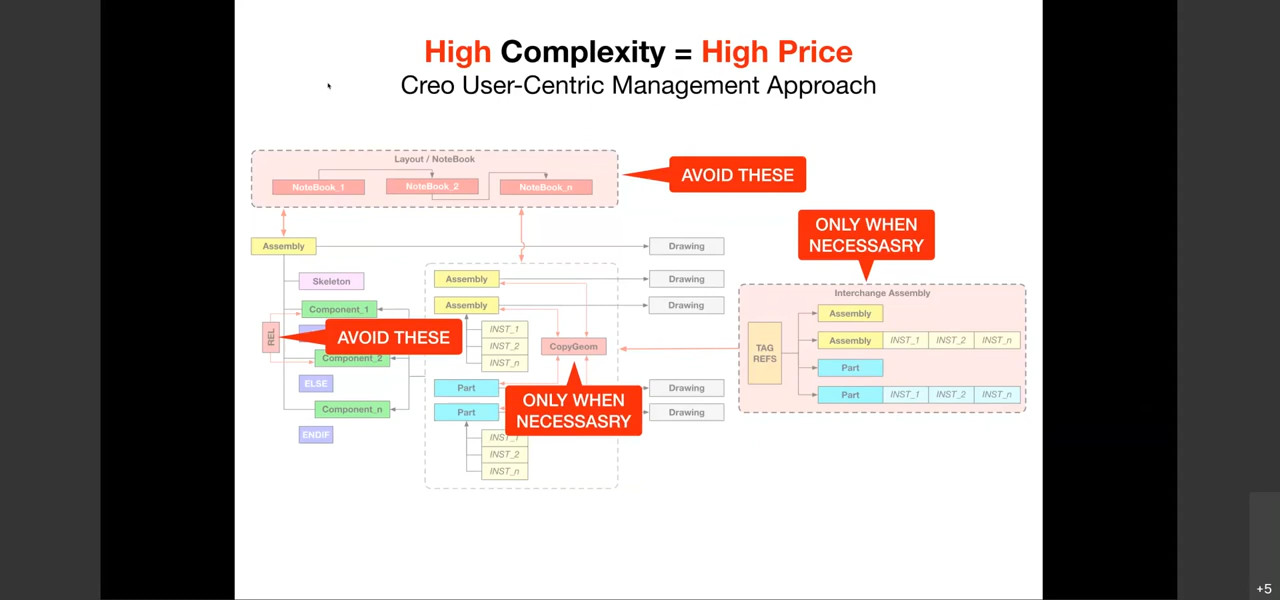 High Complexity = High Price
Creo User-Centric Management Approach
Layout / NoteBook
NoteBook_1
NoteBook_2
NoteBook_n
AVOID THESE
ONLY WHEN
NECESSASRY
Assembly
Drawing
Skeleton
Assembly
Drawing
Component_1
Assembly
Drawing
REL
AVOID THESE
INST_1
INST_2
INST_n
CopyGeom
Component_2
ELSE
Part
Drawing
ONLY WHEN
NECESSASRY
Component_n
Part
Drawing
ENDIF
INST_1
INST_2
INST_n
Interchange Assembly
TAG
REFS
Assembly
Assembly INST_1 INST_2 INST_n
Part
Part INST_1 INST_2 INST_n
+5